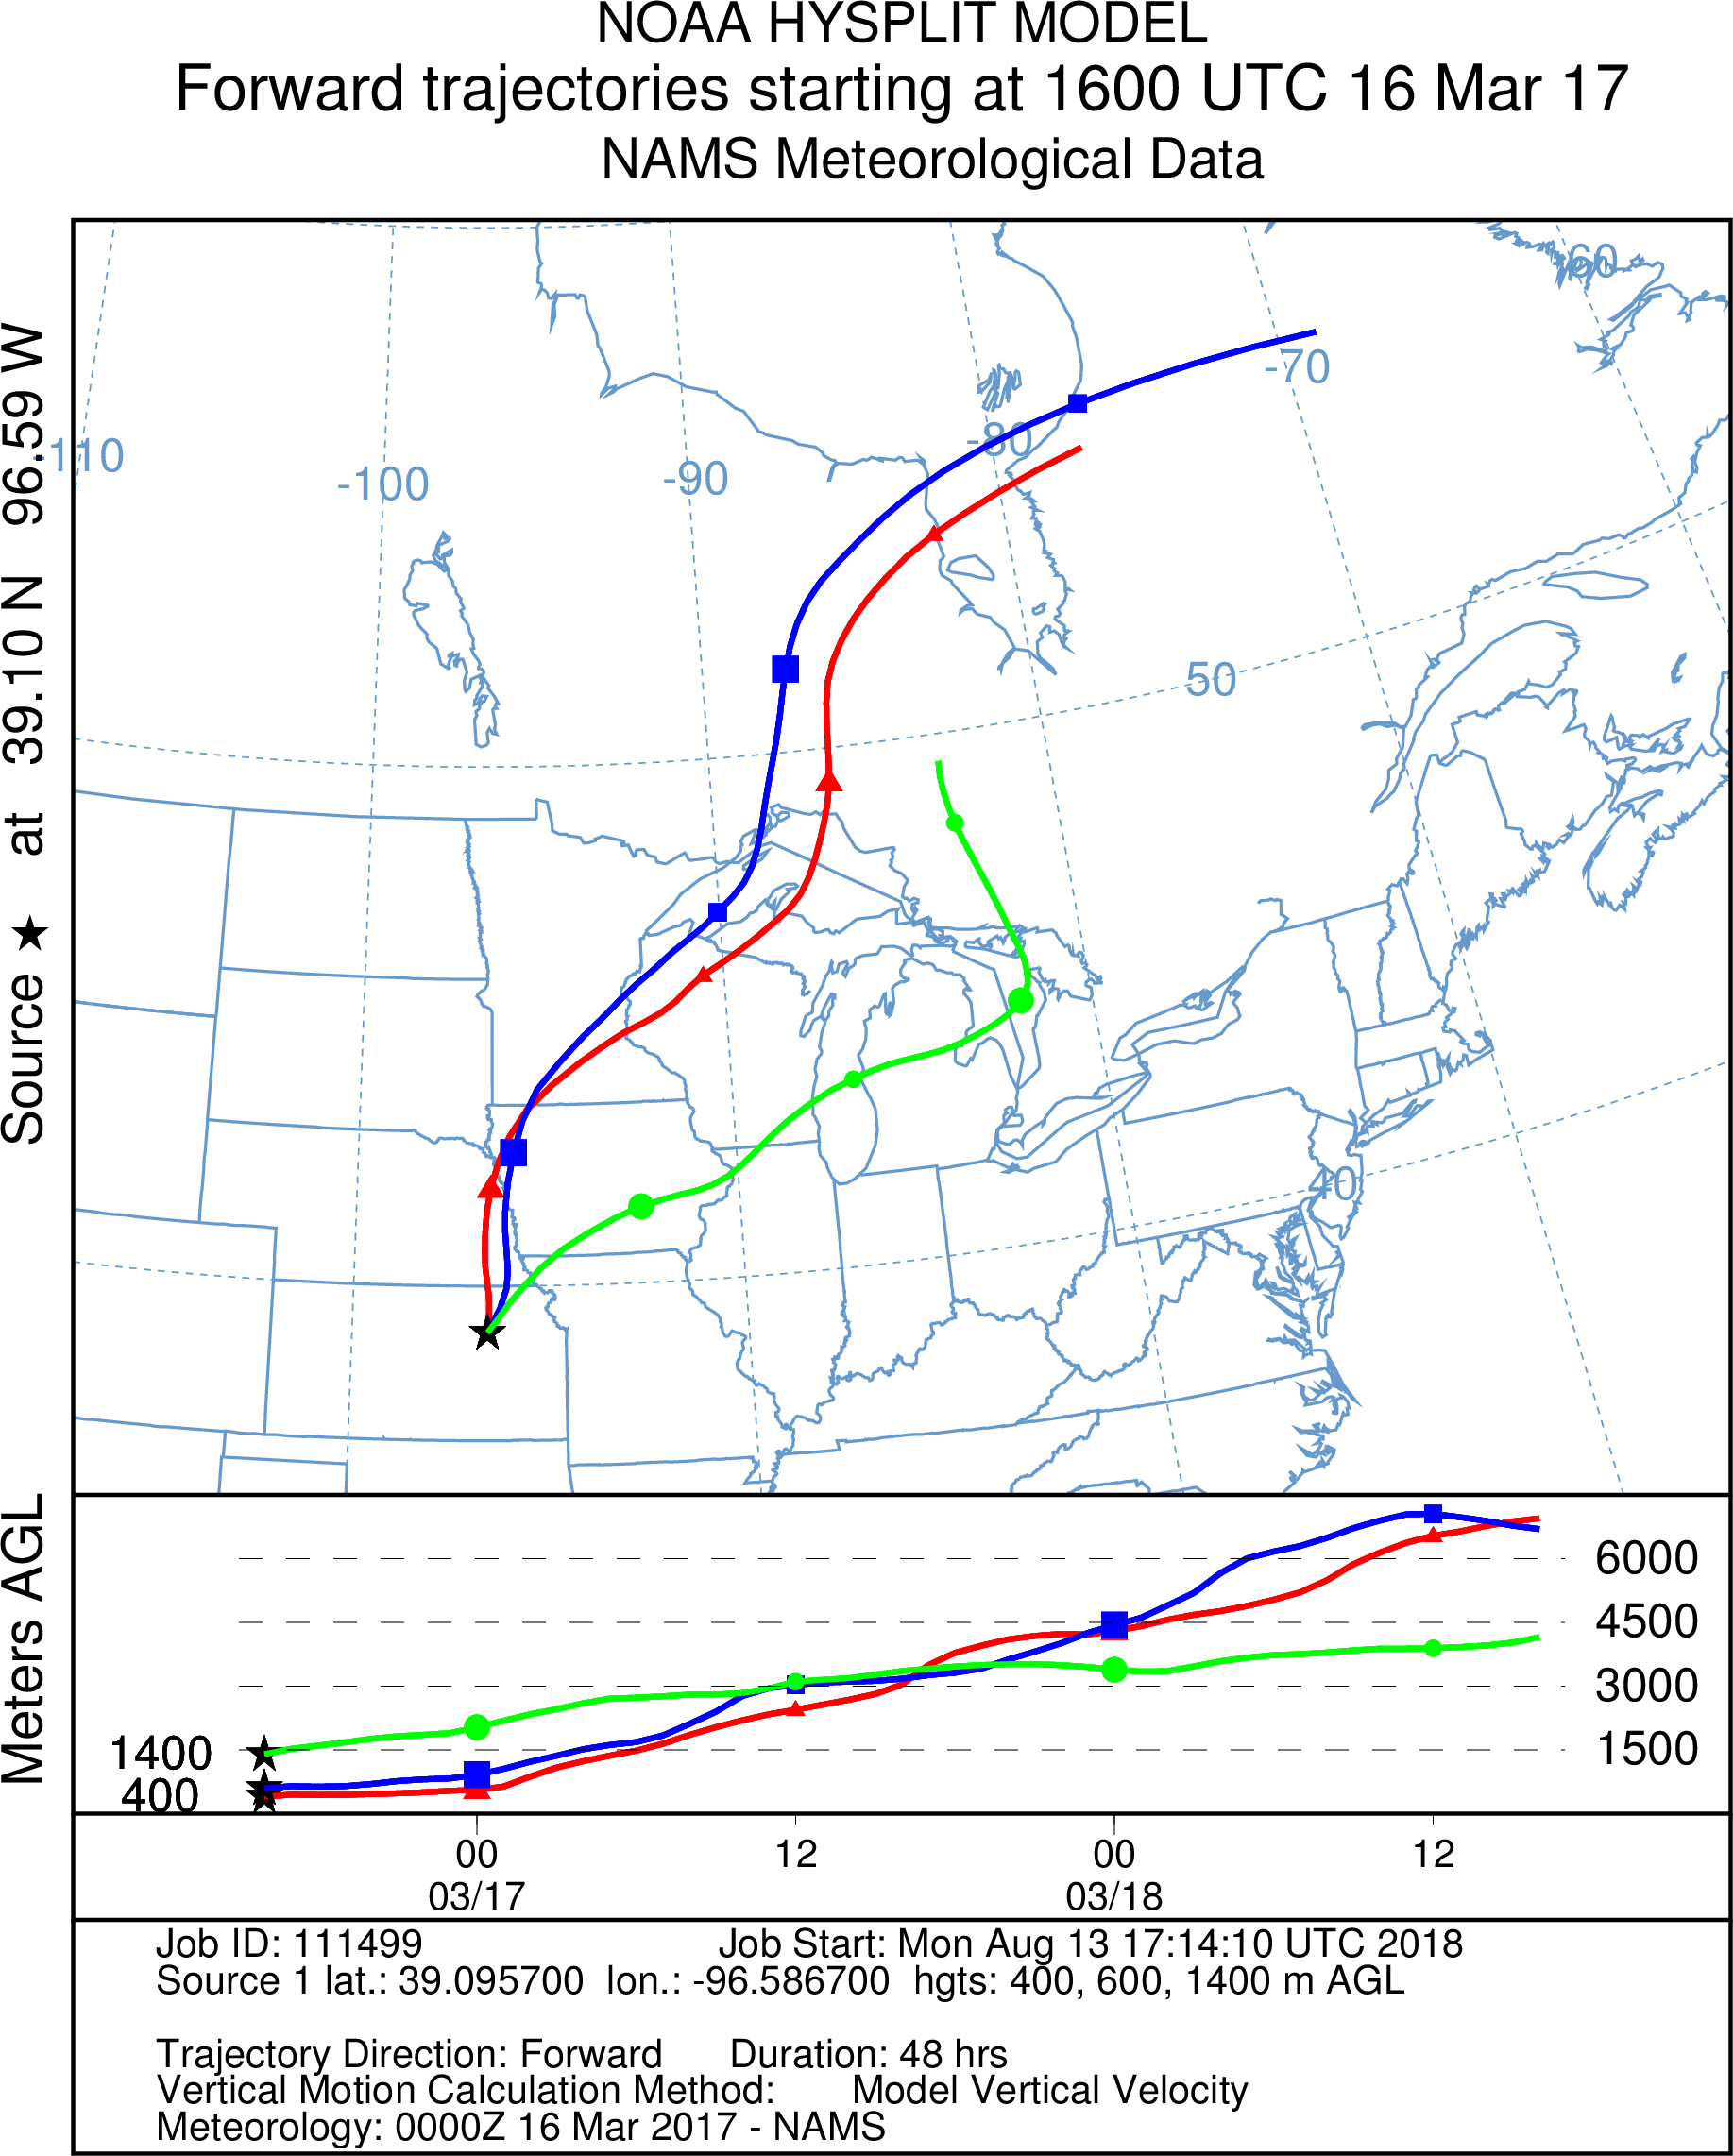 NOAA HYSPLIT MODEL
Forward trajectories starting at 1600 UTC 16 Mar 17
NAMS Meteorological Data
Source ★ at 39.10 N 96.59 W
-110
-100
-90
-80
-70
60
50
40
Meters AGL
1400
400
6000
4500
3000
1500
00 12 00 12
03/17 03/18
Job ID: 111499 Job Start: Mon Aug 13 17:14:10 UTC 2018
Source 1 lat.: 39.095700 lon.: -96.586700 hgts: 400, 600, 1400 m AGL
Trajectory Direction: Forward Duration: 48 hrs
Vertical Motion Calculation Method: Model Vertical Velocity
Meteorology: 0000Z 16 Mar 2017 - NAMS